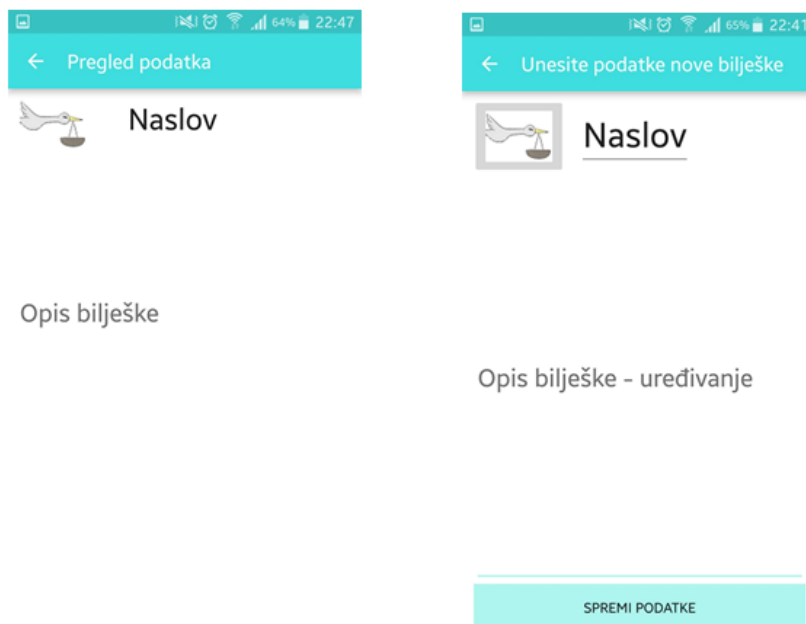 64% 22:47
Pregled podatka
Naslov
Opis bilješke
65% 22:41
Unesite podatke nove bilješke
Naslov
Opis bilješke - uređivanje
SPREMI PODATKE